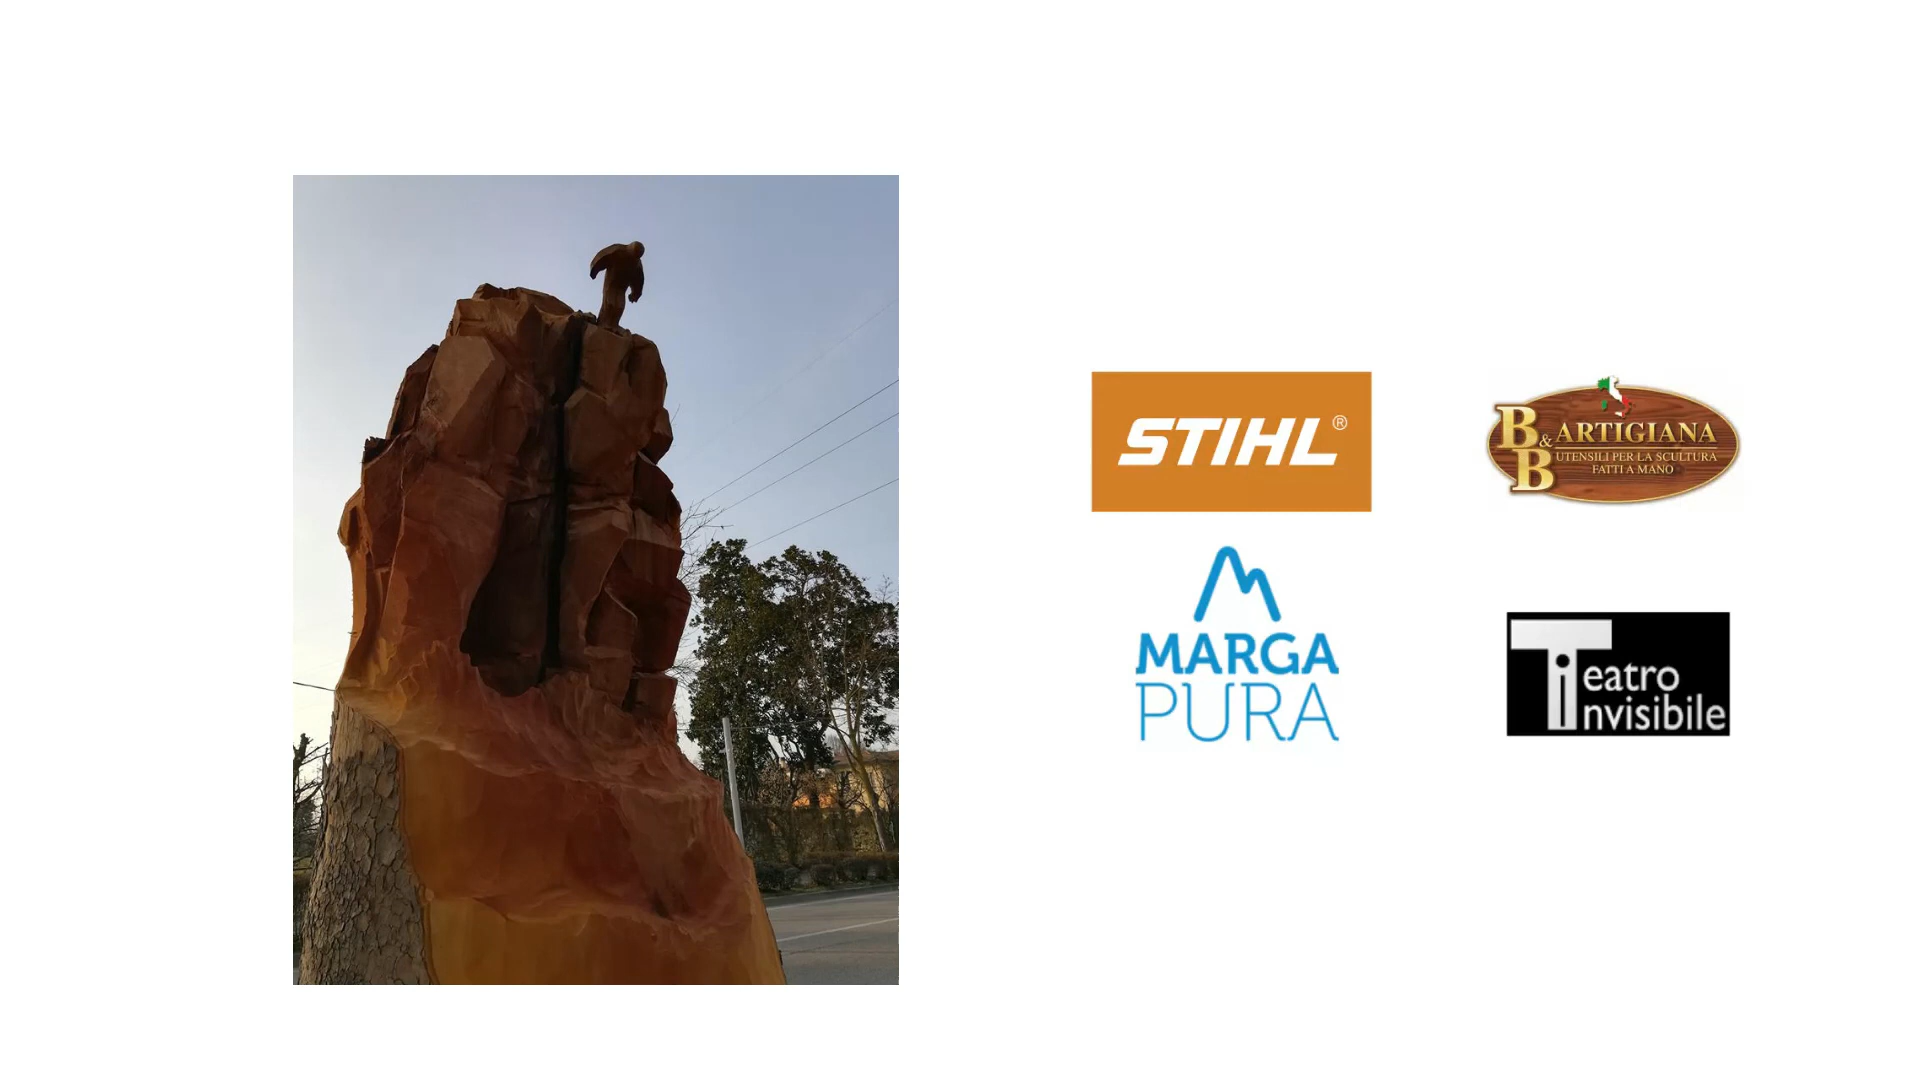 STIHL®
B&B ARTIGIANA
UTENSILI PER LA SCULTURA
FATTI A MANO
MARGA
PURA
Teatro
invisibile